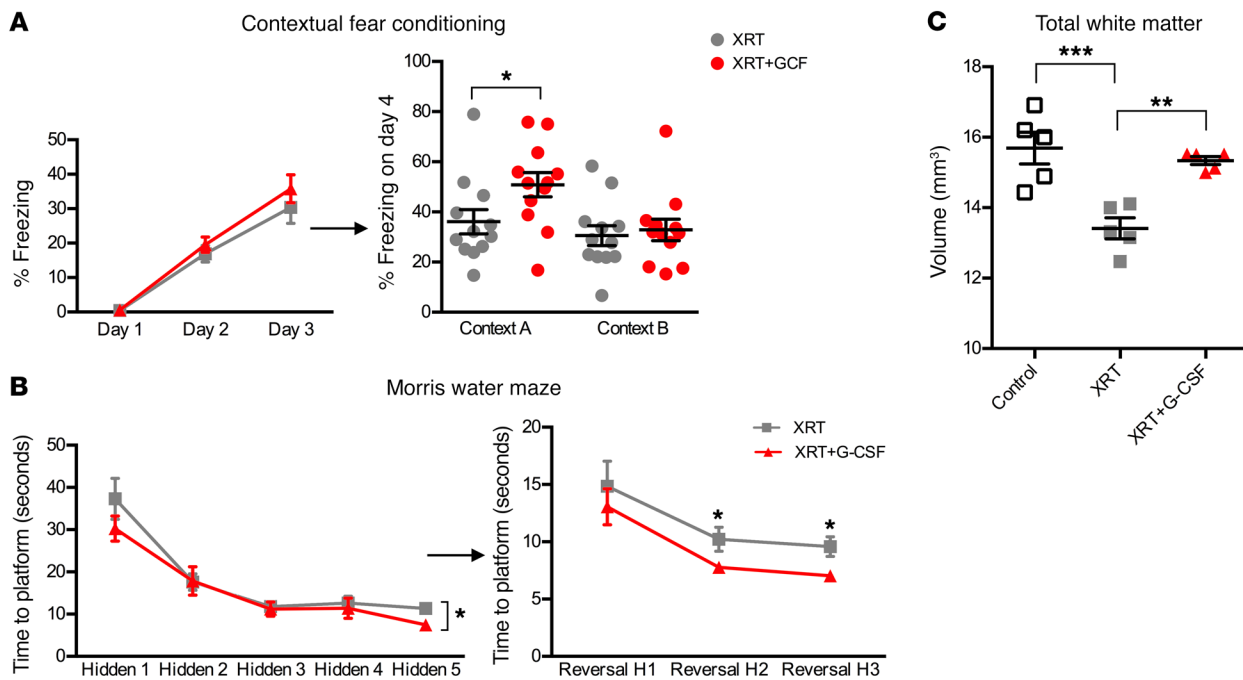 A
Contextual fear conditioning
XRT
XRT+GCF
% Freezing
50
40
30
20
10
0
Day 1 Day 2 Day 3
% Freezing on day 4
100
80
60
40
20
0
*
Context A Context B
B
Morris water maze
Time to platform (seconds)
50
40
30
20
10
0
*
Hidden 1 Hidden 2 Hidden 3 Hidden 4 Hidden 5
XRT
XRT+G-CSF
Time to platform (seconds)
20
15
10
5
0
*
*
Reversal H1 Reversal H2 Reversal H3
C
Total white matter
***
**
Volume (mm³)
18
16
14
12
10
Control
XRT
XRT+G-CSF